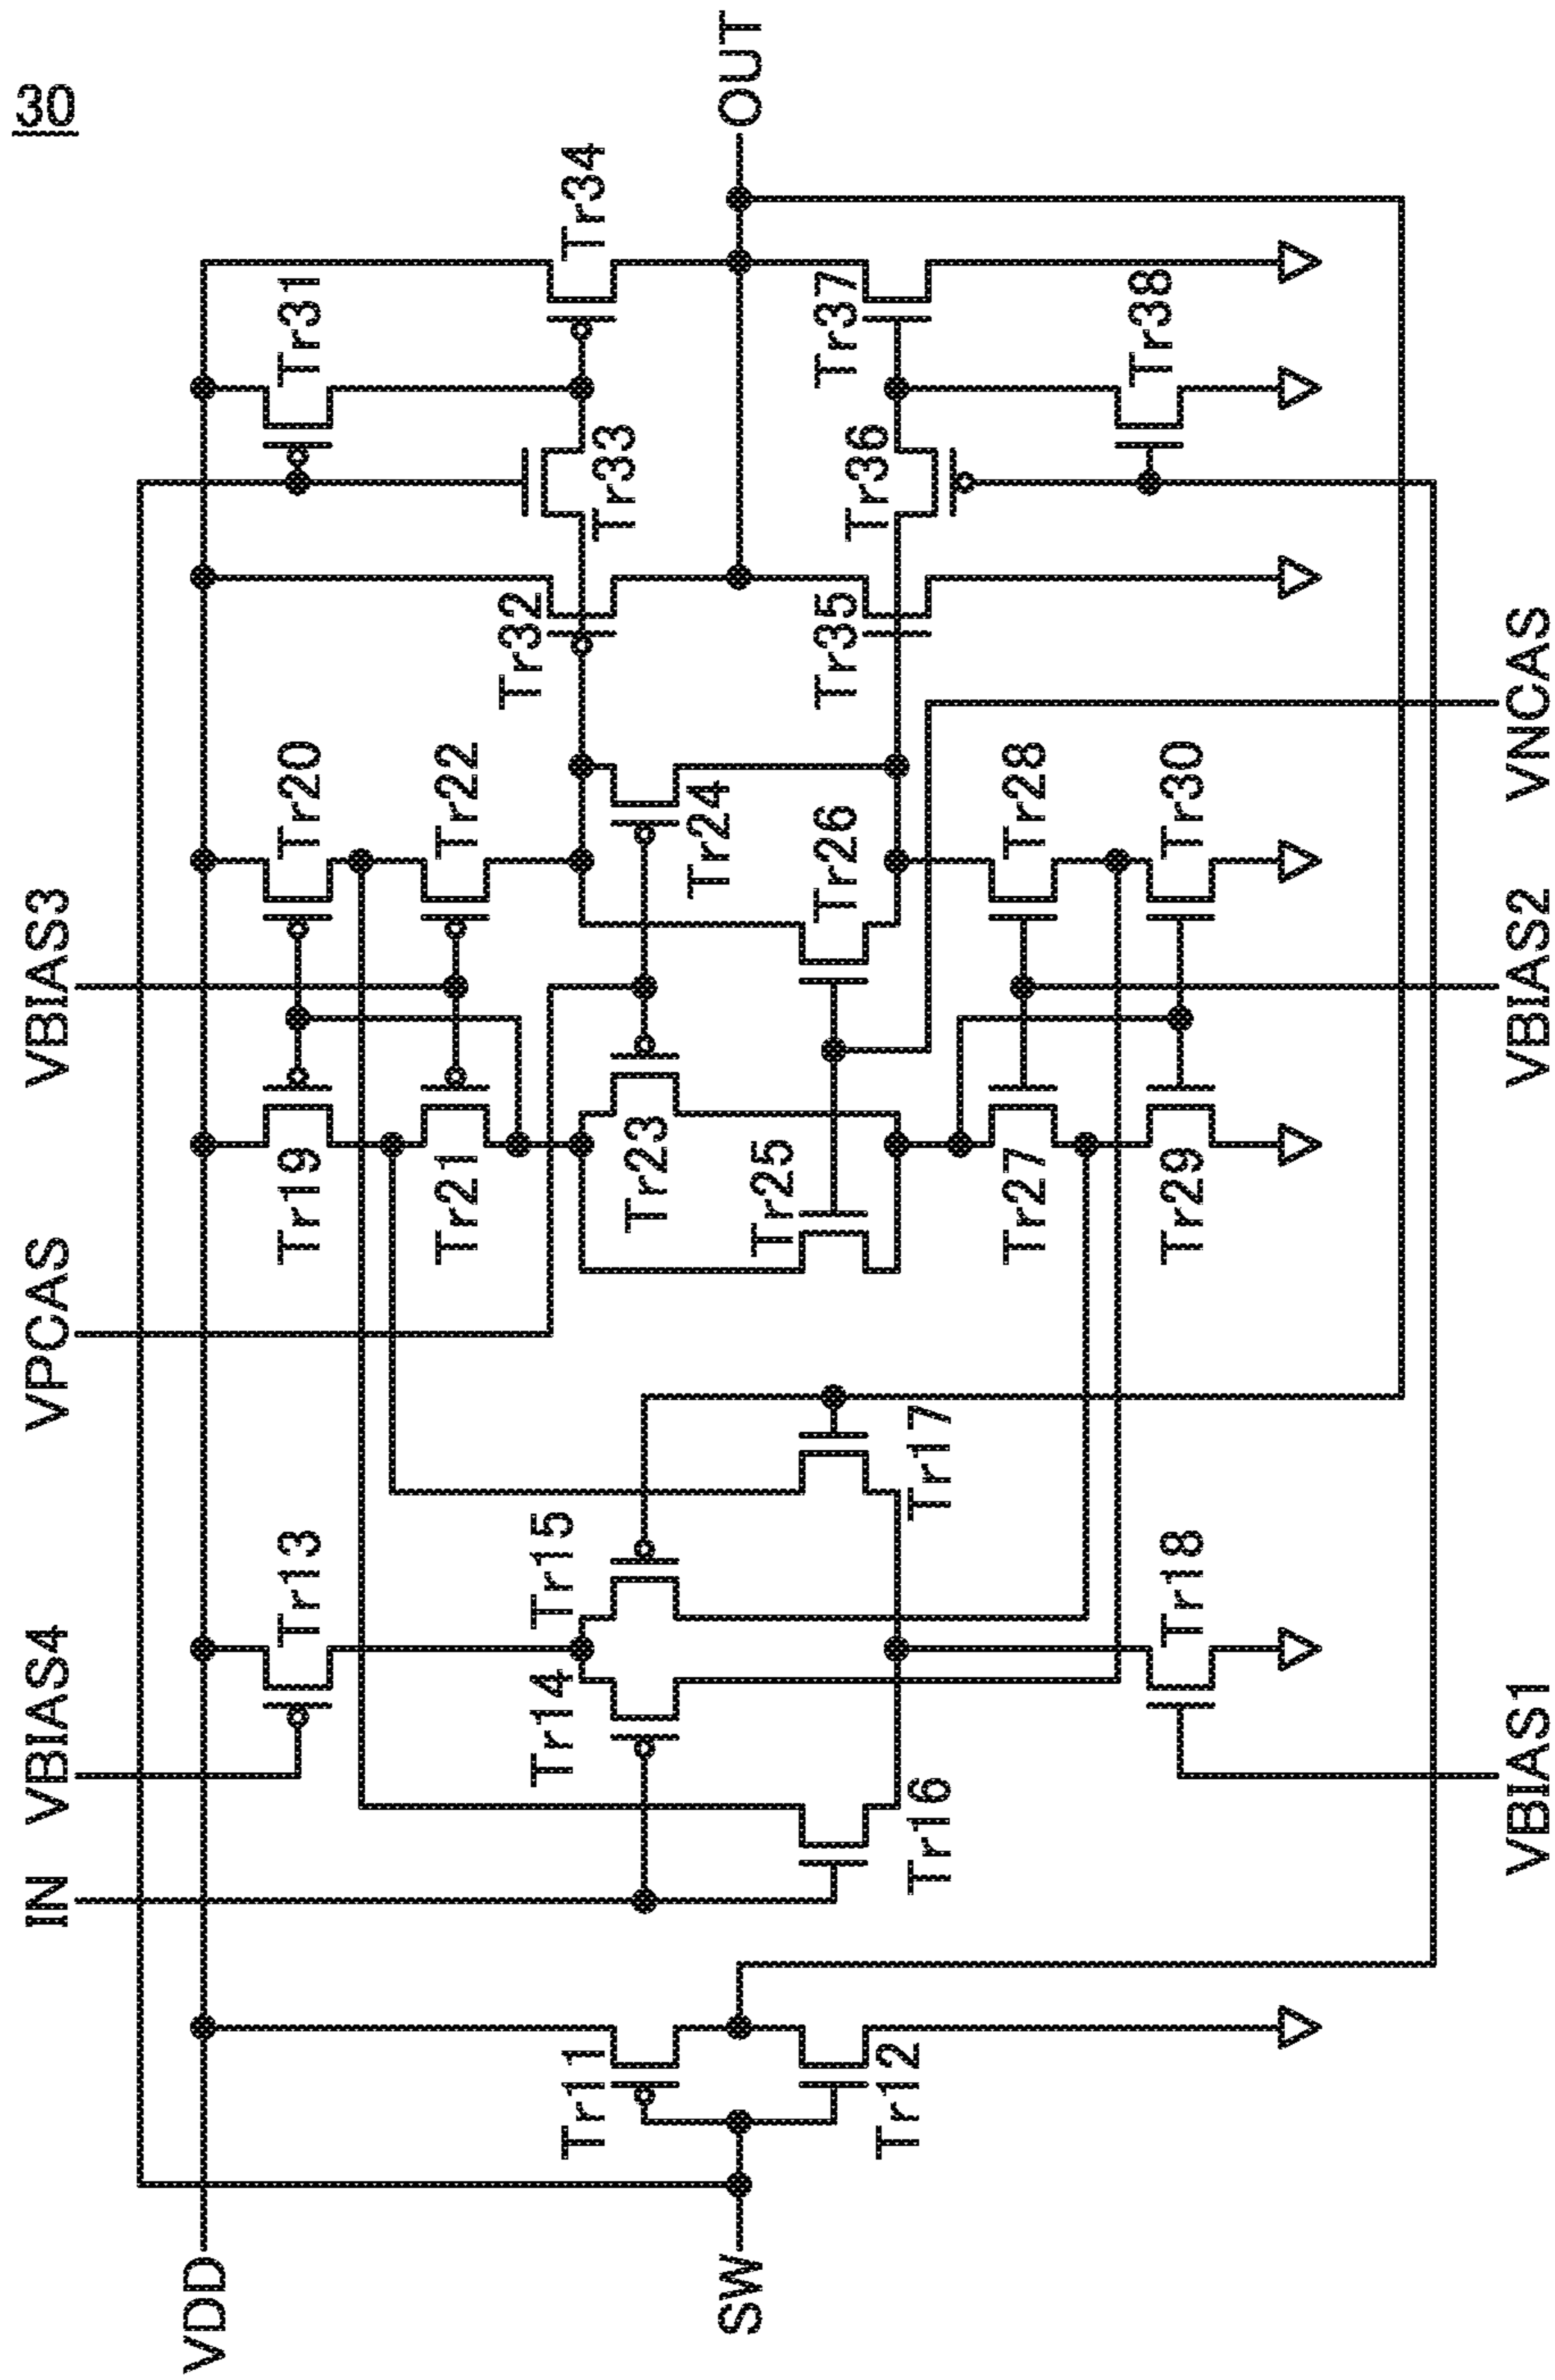 30
VDD
SW
IN
VBIAS4
VPCAS
VBIAS3
OUT
VBIAS1
VBIAS2
VNCAS
Tr11
Tr12
Tr13
Tr14
Tr15
Tr16
Tr17
Tr18
Tr19
Tr20
Tr21
Tr22
Tr23
Tr24
Tr25
Tr26
Tr27
Tr28
Tr29
Tr30
Tr31
Tr32
Tr33
Tr34
Tr35
Tr36
Tr37
Tr38